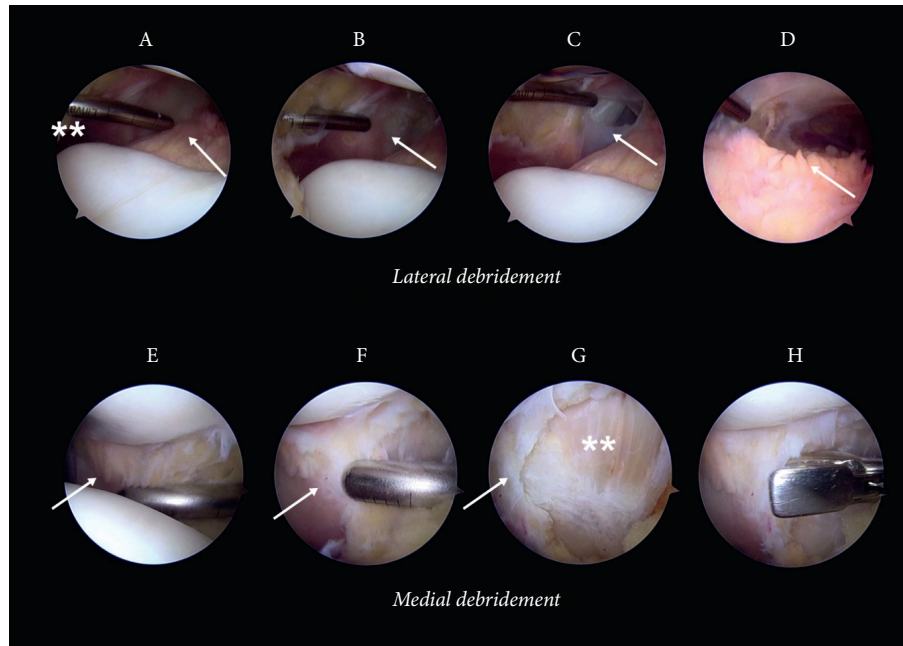 A B C D
**
Lateral debridement
E F G H
**
Medial debridement